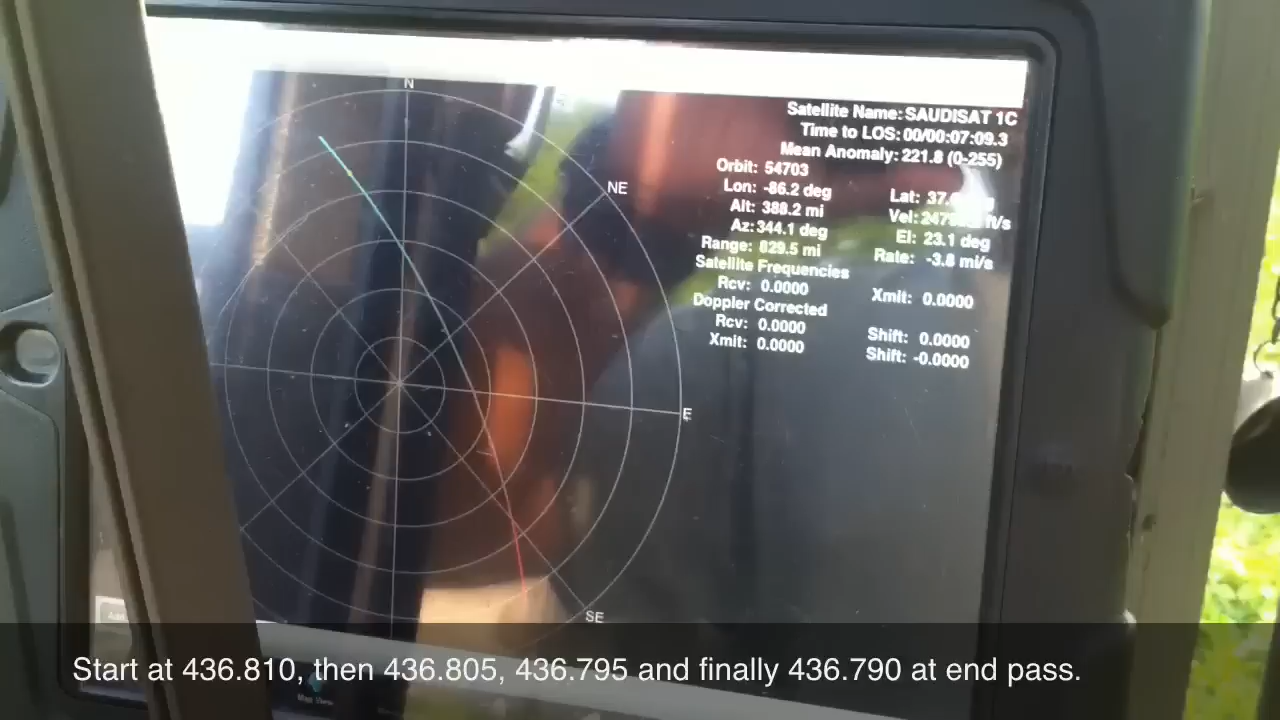 N
NE
E
SE
Satellite Name: SAUDISAT 1C
Time to LOS: 00/00:07:09.3
Mean Anomaly: 221.8 (0-255)
Orbit: 54703
Lon: -86.2 deg Lat: 37.
Alt: 388.2 mi Vel: ft/s
Az: 344.1 deg El: 23.1 deg
Range: 829.5 mi Rate: -3.8 mi/s
Satellite Frequencies
Rcv: 0.0000 Xmit: 0.0000
Doppler Corrected
Rcv: 0.0000 Shift: 0.0000
Xmit: 0.0000 Shift: -0.0000
Map View
Start at 436.810, then 436.805, 436.795 and finally 436.790 at end pass.